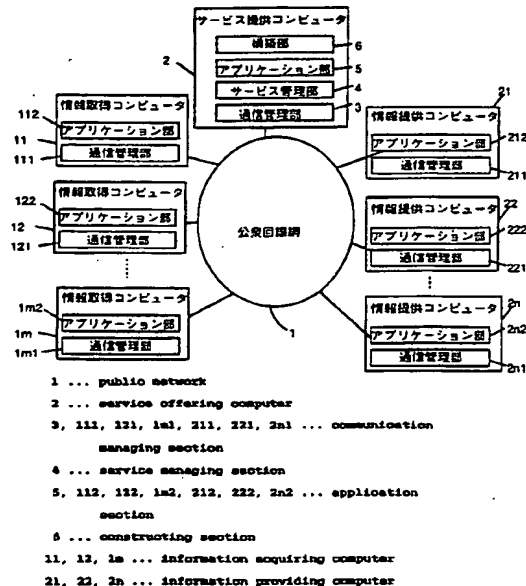 サービス提供コンピュータ
構築部
6
アプリケーション部
5
サービス管理部
4
通信管理部
3
2
情報取得コンピュータ
112
アプリケーション部
11
通信管理部
111
情報取得コンピュータ
122
アプリケーション部
12
通信管理部
121
情報取得コンピュータ
1m2
アプリケーション部
1m
通信管理部
1m1
公衆回線網
1
21
情報提供コンピュータ
アプリケーション部
212
通信管理部
211
22
情報提供コンピュータ
アプリケーション部
222
通信管理部
221
2n
情報提供コンピュータ
アプリケーション部
2n2
通信管理部
2n1
1 ... public network
2 ... service offering computer
3, 111, 121, 1m1, 211, 221, 2n1 ... communication
managing section
4 ... service managing section
5, 112, 122, 1m2, 212, 222, 2n2 ... application
section
6 ... constructing section
11, 12, 1m ... information acquiring computer
21, 22, 2n ... information providing computer